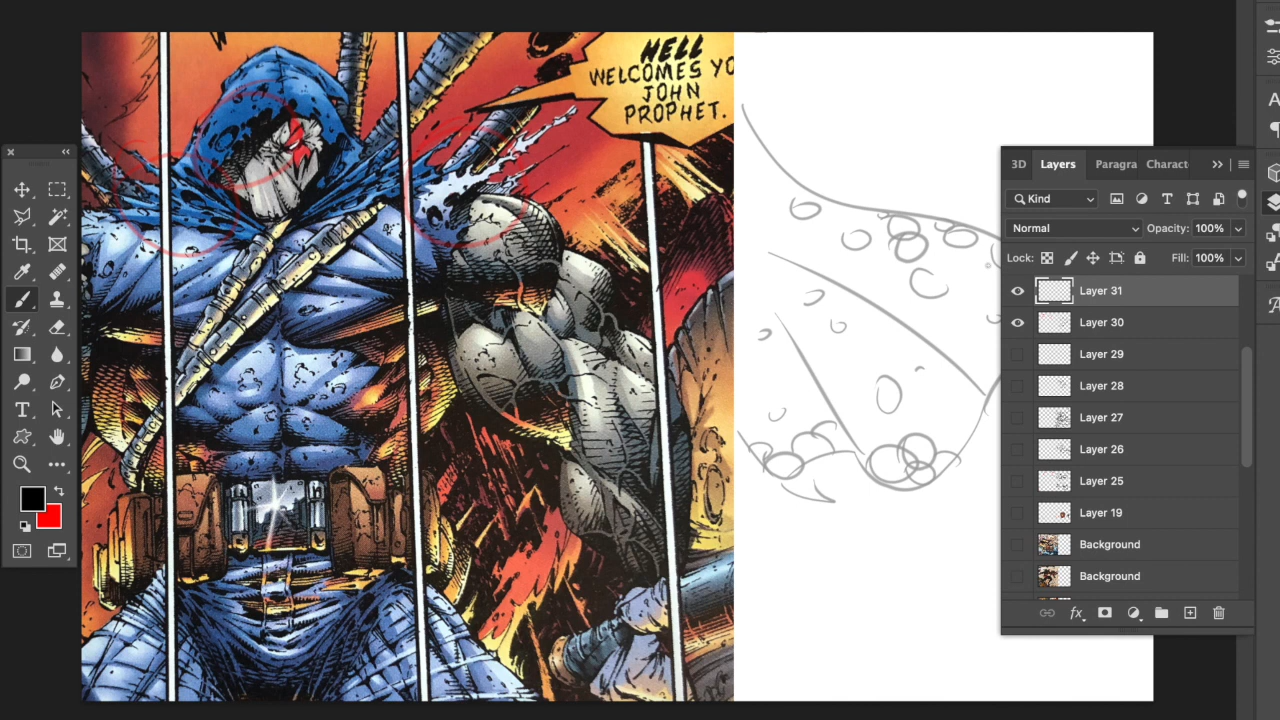 HELL
WELCOMES YO
JOHN
PROPHET.
3D Layers Paragra Charact
Kind
Normal Opacity: 100%
Lock: Fill: 100%
Layer 31
Layer 30
Layer 29
Layer 28
Layer 27
Layer 26
Layer 25
Layer 19
Background
Background
fx